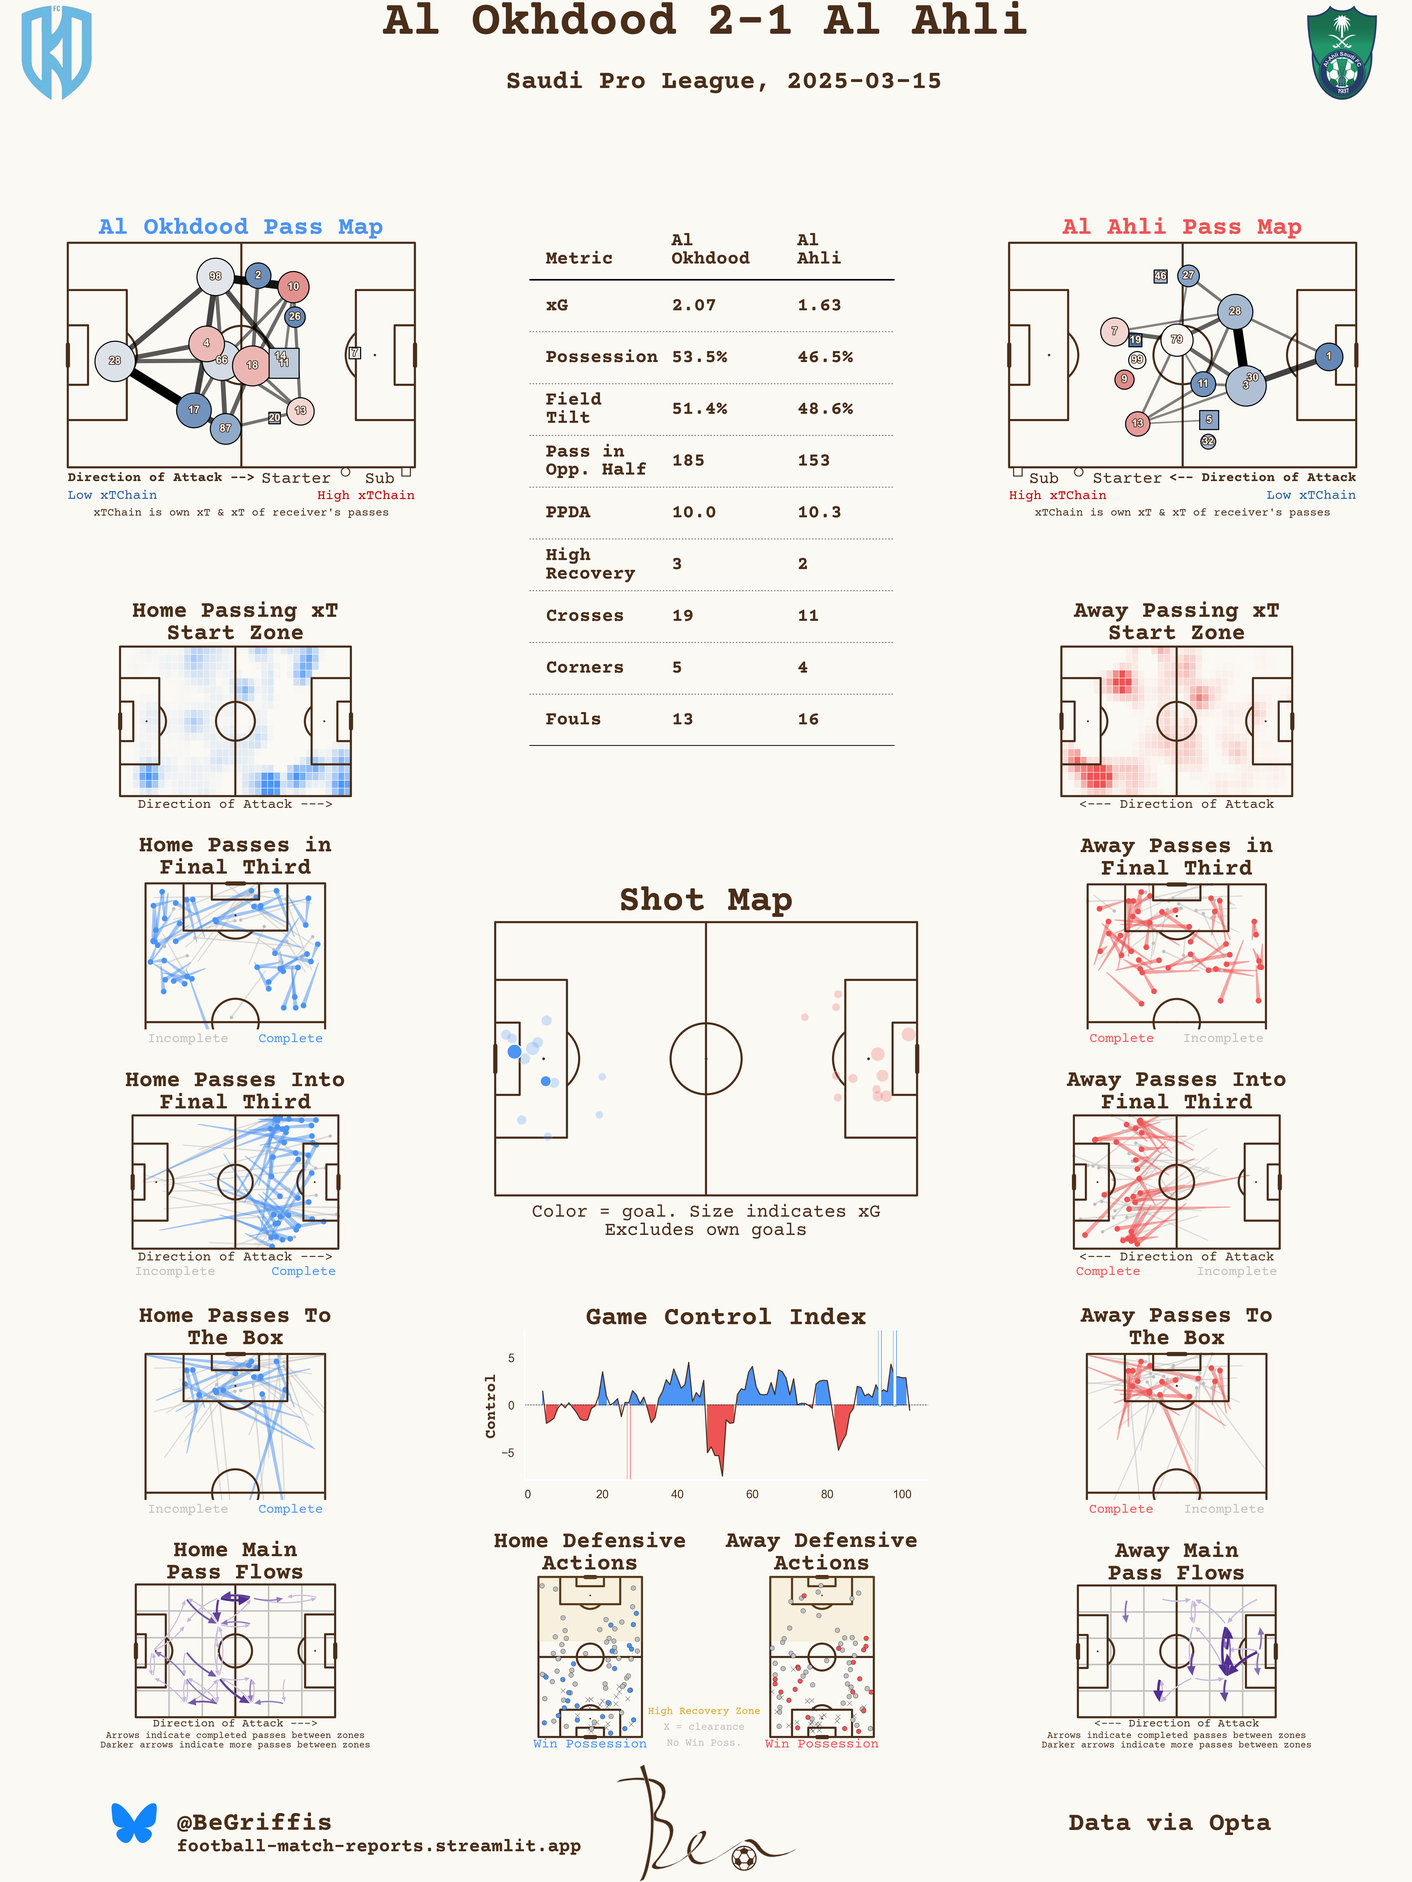 Al Okhdood 2-1 Al Ahli
Saudi Pro League, 2025-03-15
FC
Al-Ahli Saudi FC
1937
Al Okhdood Pass Map
98
2
10
26
4
66
18
14
11
7
28
17
87
20
13
Direction of Attack --> Starter Sub
Low xTChain High xTChain
xTChain is own xT & xT of receiver's passes
Metric Al Okhdood Al Ahli
xG 2.07 1.63
Possession 53.5% 46.5%
Field Tilt 51.4% 48.6%
Pass in Opp. Half 185 153
PPDA 10.0 10.3
High Recovery 3 2
Crosses 19 11
Corners 5 4
Fouls 13 16
Al Ahli Pass Map
46
27
28
7
19
79
99
9
11
30
3
1
13
5
32
Sub Starter <-- Direction of Attack
High xTChain Low xTChain
xTChain is own xT & xT of receiver's passes
Home Passing xT
Start Zone
Direction of Attack --->
Away Passing xT
Start Zone
<--- Direction of Attack
Home Passes in
Final Third
Incomplete Complete
Away Passes in
Final Third
Complete Incomplete
Shot Map
Color = goal. Size indicates xG
Excludes own goals
Home Passes Into
Final Third
Direction of Attack --->
Incomplete Complete
Away Passes Into
Final Third
<--- Direction of Attack
Complete Incomplete
Home Passes To
The Box
Incomplete Complete
Game Control Index
Control
5
0
−5
0 20 40 60 80 100
Away Passes To
The Box
Complete Incomplete
Home Main
Pass Flows
Direction of Attack --->
Arrows indicate completed passes between zones
Darker arrows indicate more passes between zones
Home Defensive
Actions
Win Possession
High Recovery Zone
X = clearance
No Win Poss.
Away Defensive
Actions
Win Possession
Away Main
Pass Flows
<--- Direction of Attack
Arrows indicate completed passes between zones
Darker arrows indicate more passes between zones
@BeGriffis
football-match-reports.streamlit.app
Ben
Data via Opta